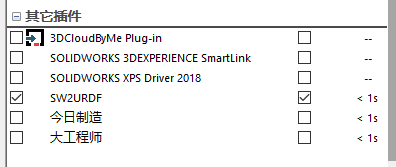 其它插件
3DCloudByMe Plug-in --
SOLIDWORKS 3DEXPERIENCE SmartLink --
SOLIDWORKS XPS Driver 2018 --
SW2URDF < 1s
今日制造 < 1s
大工程师 < 1s